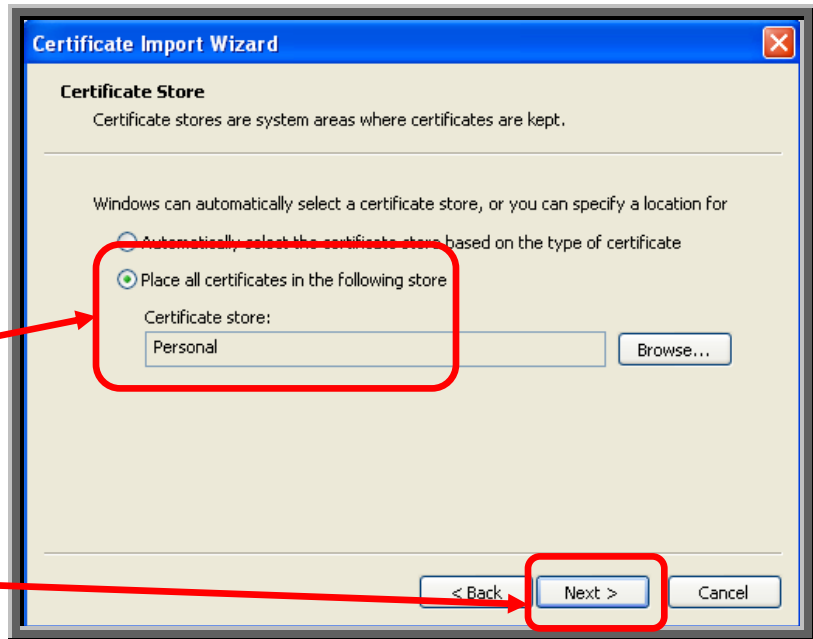 Certificate Import Wizard
Certificate Store
Certificate stores are system areas where certificates are kept.
Windows can automatically select a certificate store, or you can specify a location for
Automatically select the certificate store based on the type of certificate
Place all certificates in the following store
Certificate store:
Personal
Browse...
< Back
Next >
Cancel